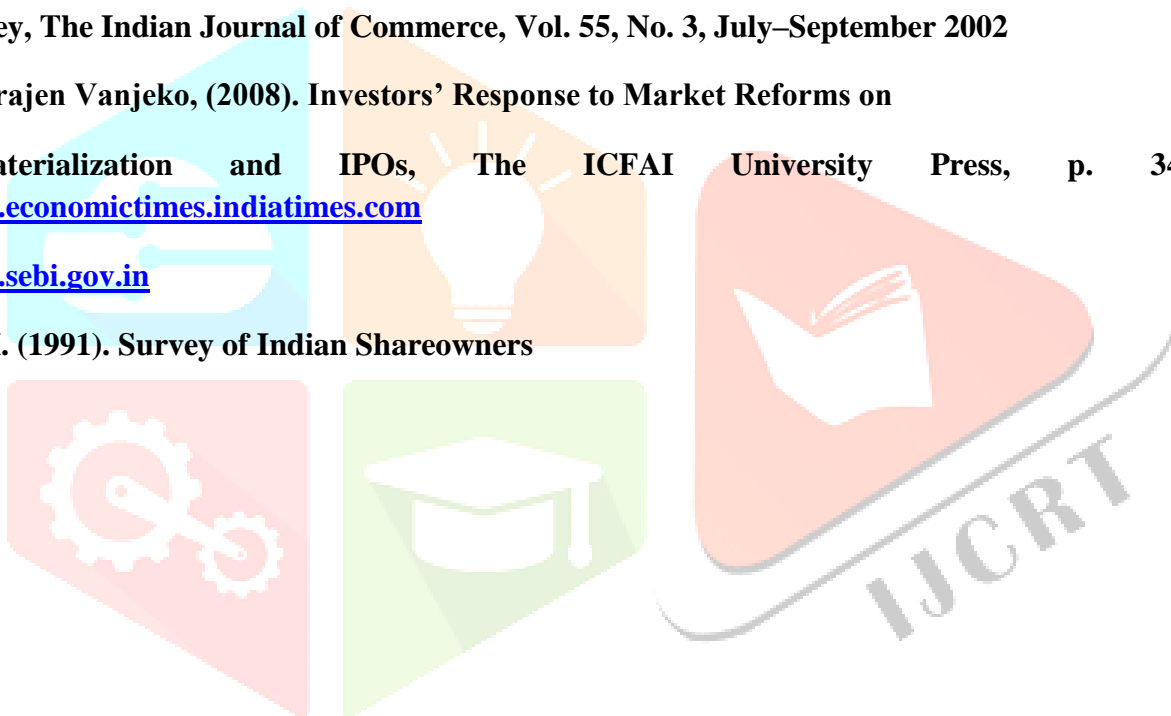 ey, The Indian Journal of Commerce, Vol. 55, No. 3, July–September 2002
rajen Vanjeko, (2008). Investors’ Response to Market Reforms on
aterialization and IPOs, The ICFAI University Press, p. 34
.economictimes.indiatimes.com
.sebi.gov.in
. (1991). Survey of Indian Shareowners
IJCRT